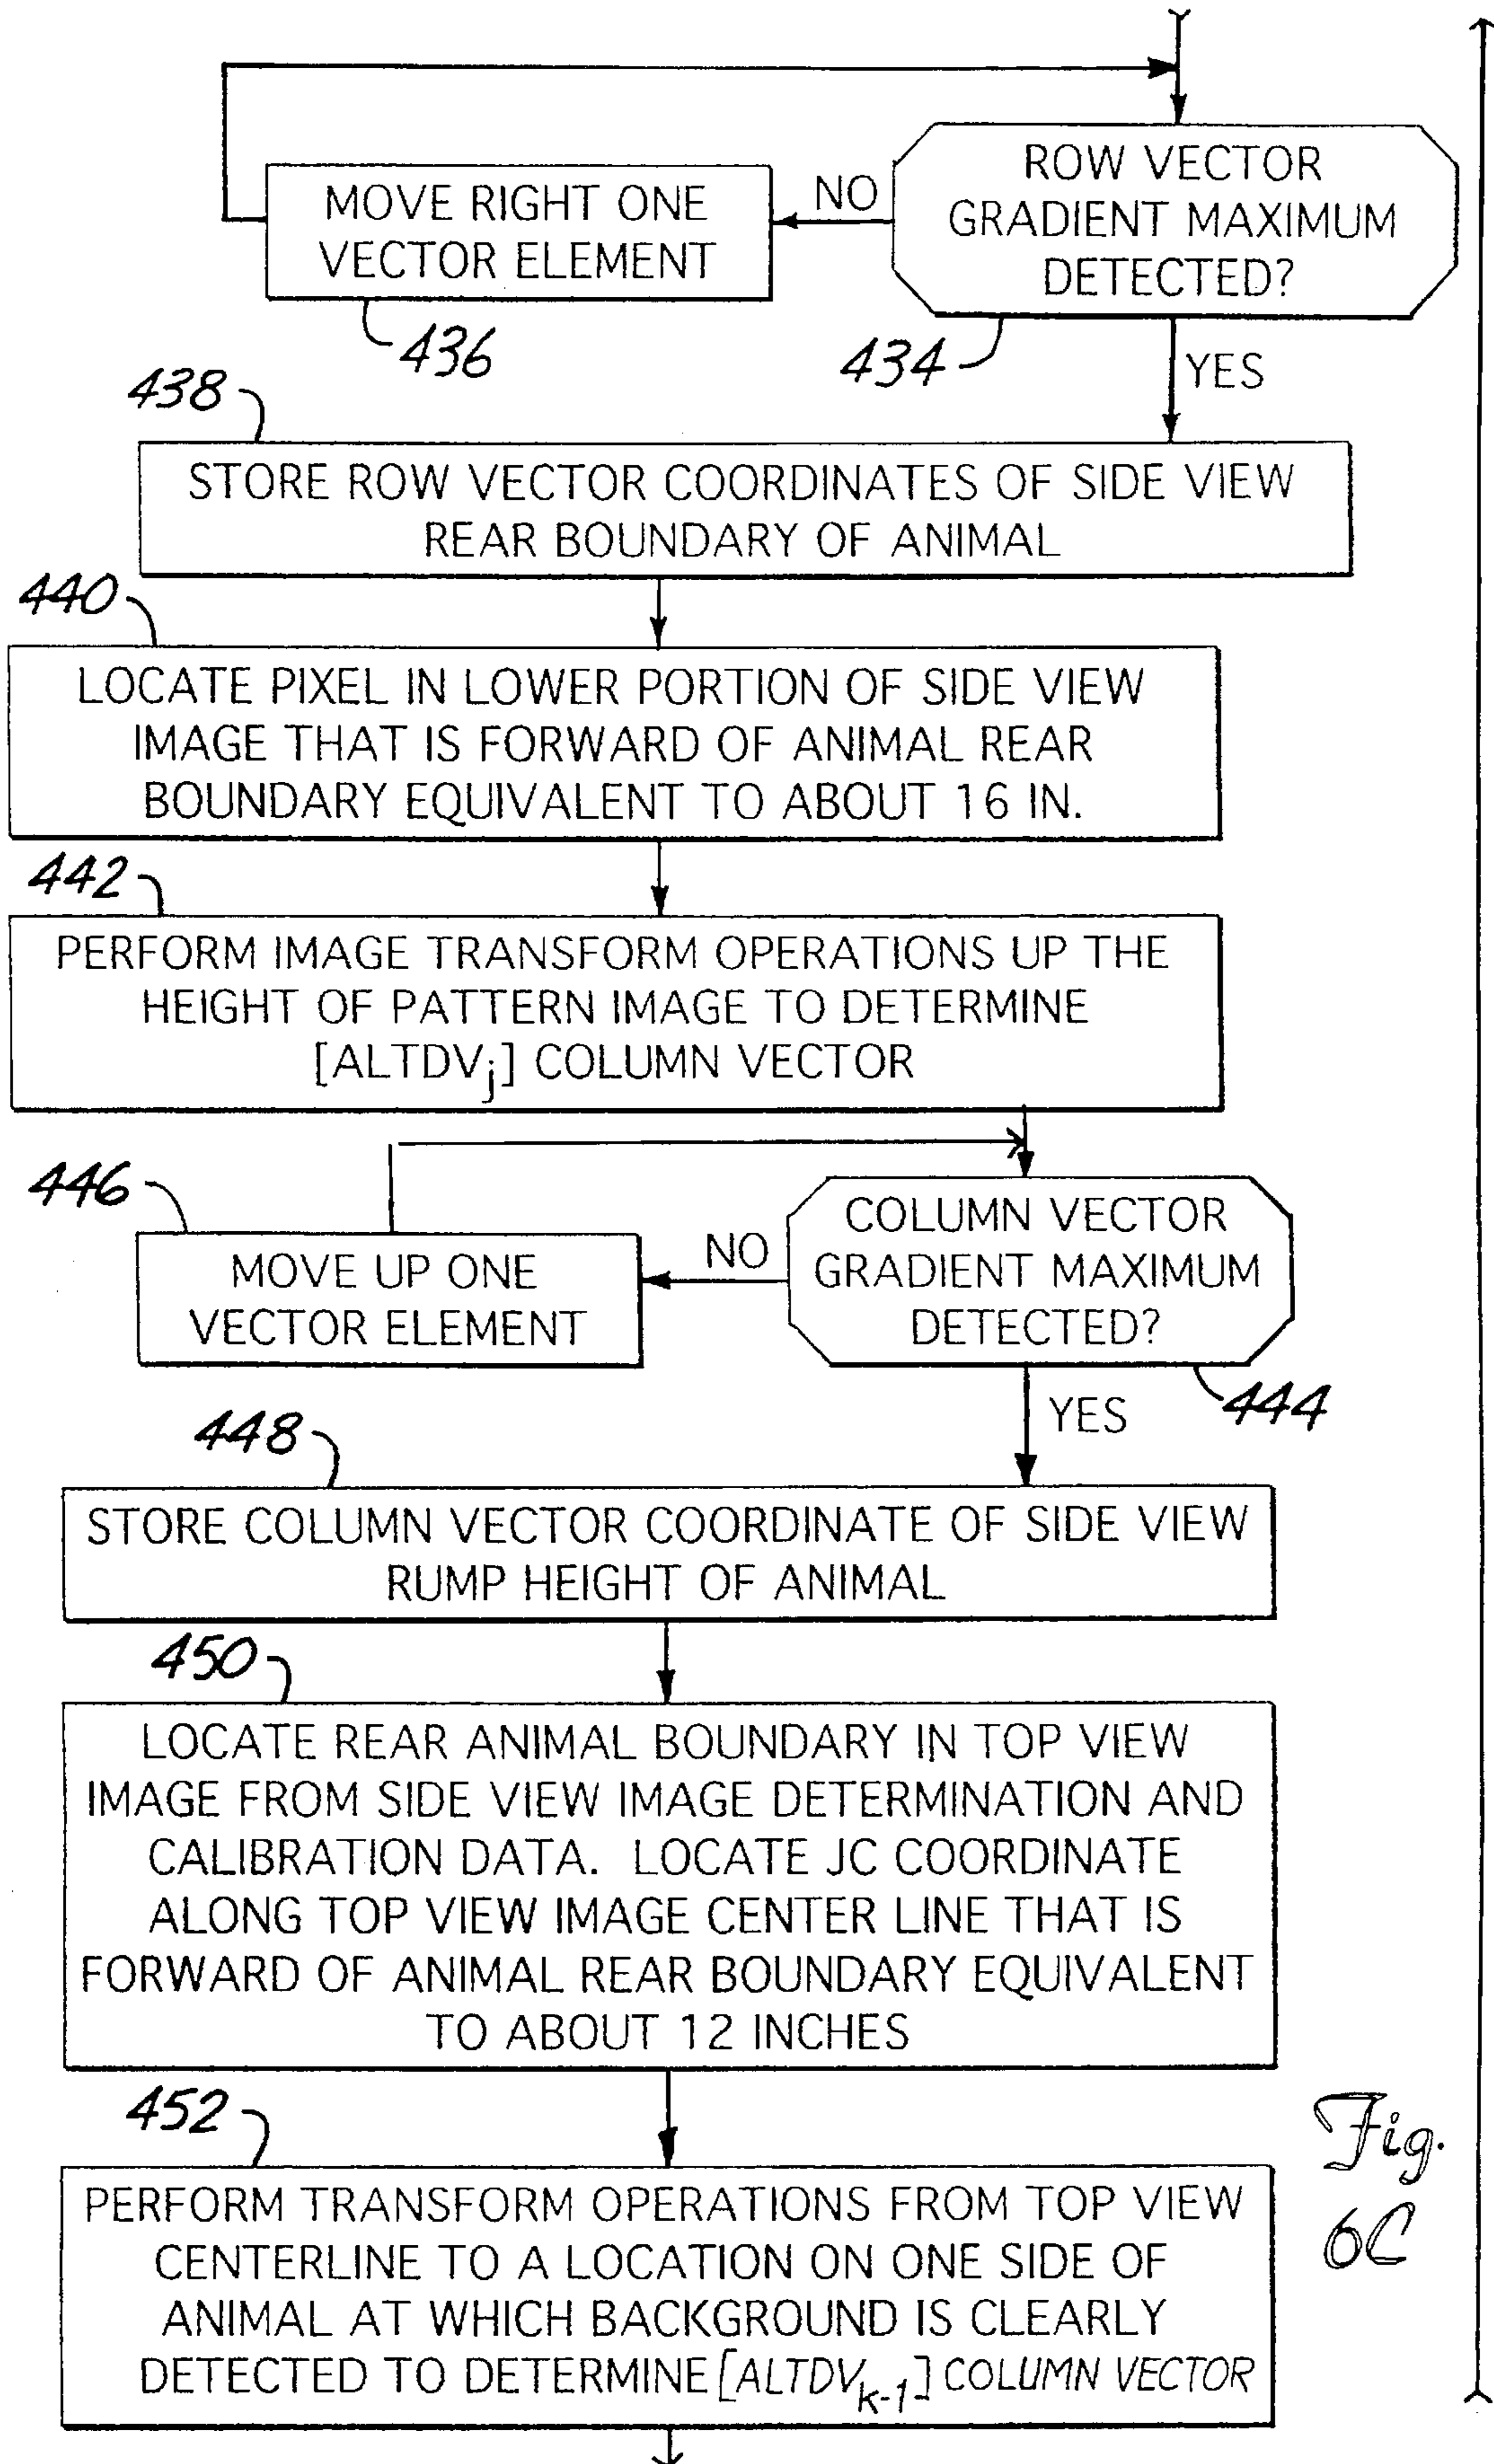 ROW VECTOR
GRADIENT MAXIMUM
DETECTED?
NO
MOVE RIGHT ONE
VECTOR ELEMENT
436
434
YES
438
STORE ROW VECTOR COORDINATES OF SIDE VIEW
REAR BOUNDARY OF ANIMAL
440
LOCATE PIXEL IN LOWER PORTION OF SIDE VIEW
IMAGE THAT IS FORWARD OF ANIMAL REAR
BOUNDARY EQUIVALENT TO ABOUT 16 IN.
442
PERFORM IMAGE TRANSFORM OPERATIONS UP THE
HEIGHT OF PATTERN IMAGE TO DETERMINE
[ALTDVj] COLUMN VECTOR
446
COLUMN VECTOR
GRADIENT MAXIMUM
DETECTED?
NO
MOVE UP ONE
VECTOR ELEMENT
444
YES
448
STORE COLUMN VECTOR COORDINATE OF SIDE VIEW
RUMP HEIGHT OF ANIMAL
450
LOCATE REAR ANIMAL BOUNDARY IN TOP VIEW
IMAGE FROM SIDE VIEW IMAGE DETERMINATION AND
CALIBRATION DATA. LOCATE JC COORDINATE
ALONG TOP VIEW IMAGE CENTER LINE THAT IS
FORWARD OF ANIMAL REAR BOUNDARY EQUIVALENT
TO ABOUT 12 INCHES
452
PERFORM TRANSFORM OPERATIONS FROM TOP VIEW
CENTERLINE TO A LOCATION ON ONE SIDE OF
ANIMAL AT WHICH BACKGROUND IS CLEARLY
DETECTED TO DETERMINE [ALTDVk-1] COLUMN VECTOR
Fig.
6C